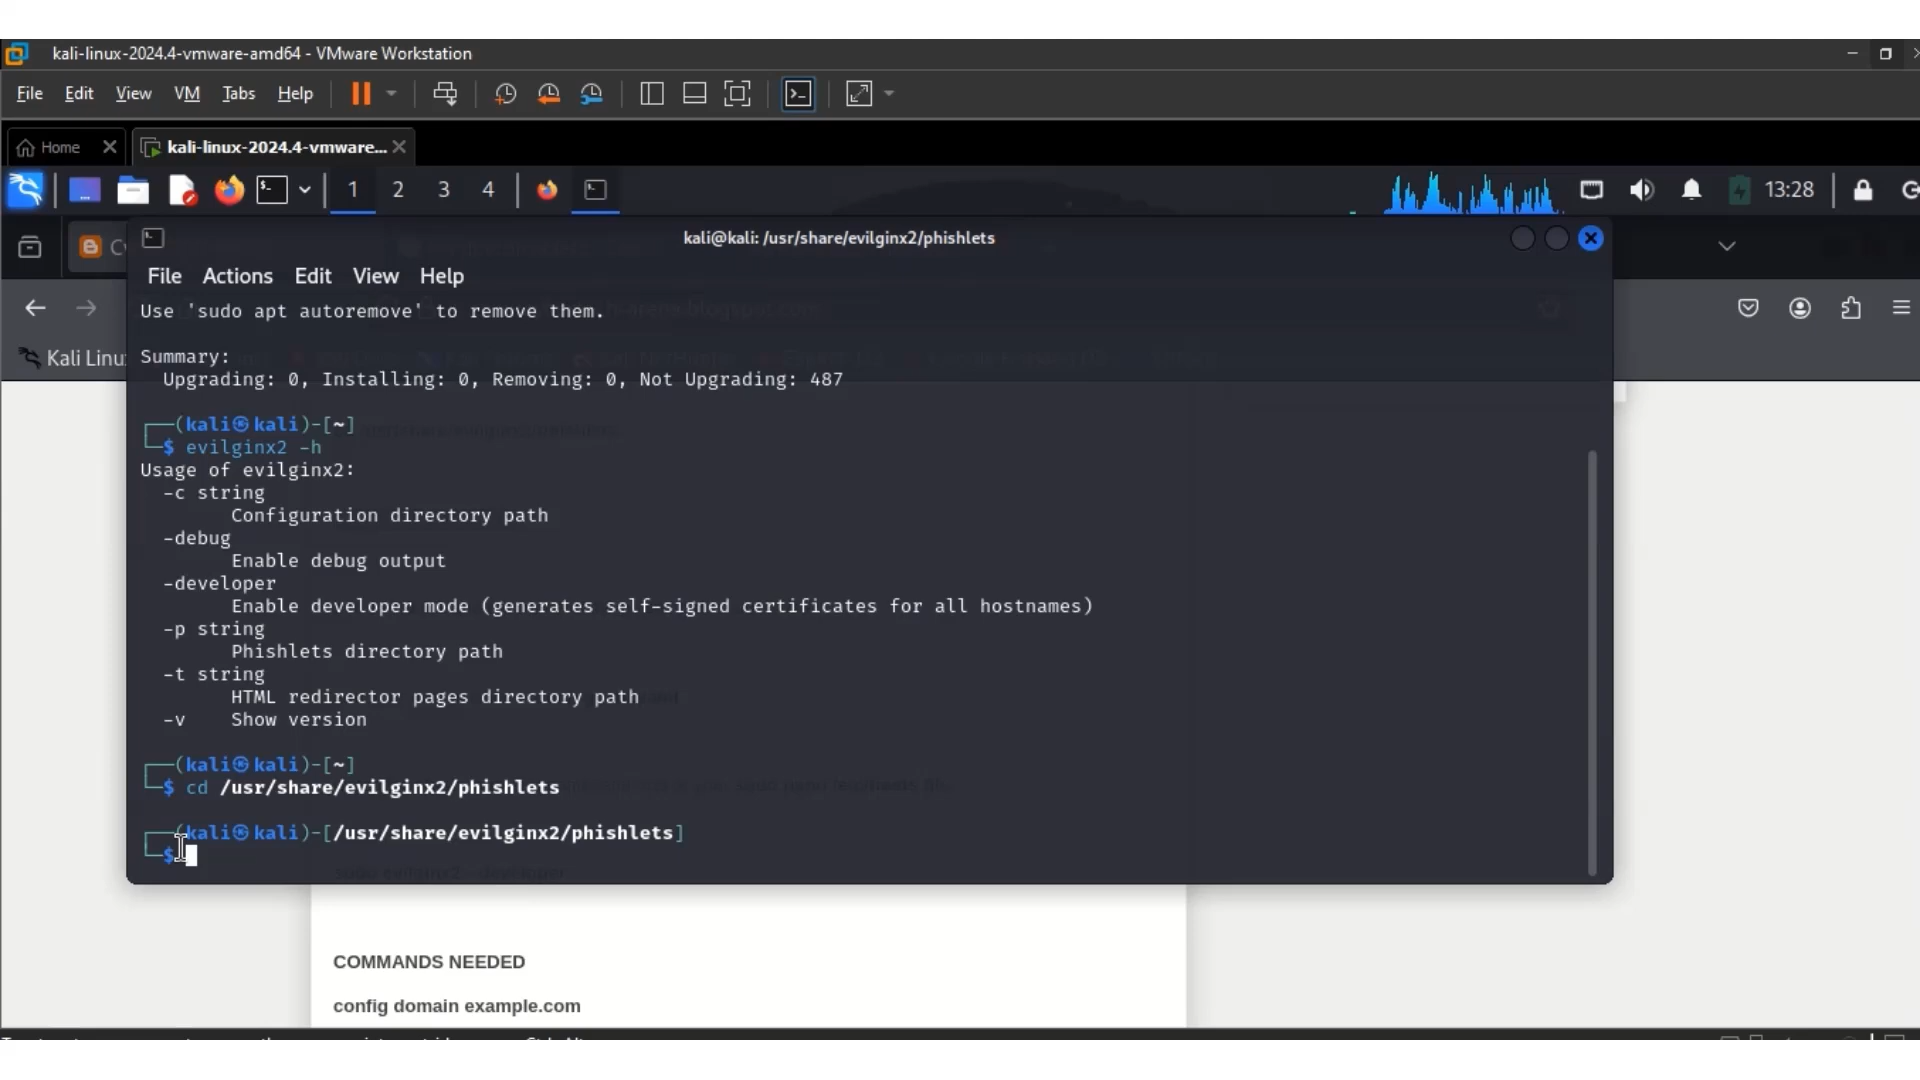 kali-linux-2024.4-vmware-amd64 - VMware Workstation
File Edit View VM Tabs Help
Home kali-linux-2024.4-vmware...
1 2 3 4 13:28
kali@kali: /usr/share/evilginx2/phishlets
File Actions Edit View Help
Use 'sudo apt autoremove' to remove them.
Kali Linu
Summary:
Upgrading: 0, Installing: 0, Removing: 0, Not Upgrading: 487
(kali㉿kali)-[~]
$ evilginx2 -h
Usage of evilginx2:
-c string
Configuration directory path
-debug
Enable debug output
-developer
Enable developer mode (generates self-signed certificates for all hostnames)
-p string
Phishlets directory path
-t string
HTML redirector pages directory path
-v Show version
(kali㉿kali)-[~]
$ cd /usr/share/evilginx2/phishlets
(kali㉿kali)-[/usr/share/evilginx2/phishlets]
$
COMMANDS NEEDED
config domain example.com